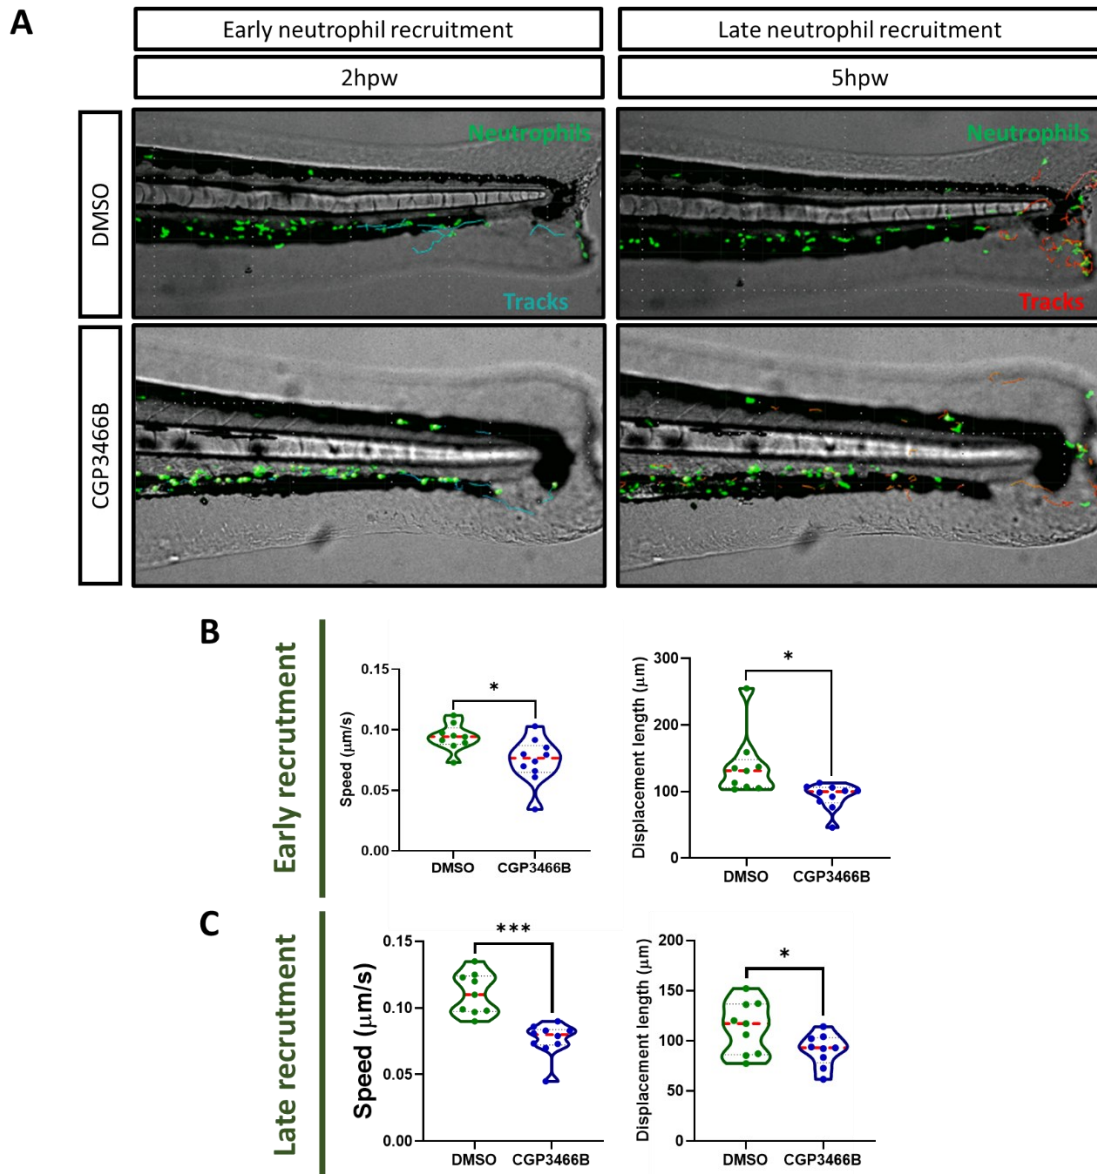 A
Early neutrophil recruitment
Late neutrophil recruitment
2hpw
5hpw
DMSO
Neutrophils
Tracks
Neutrophils
Tracks
CGP3466B
B
Early recrutment
Speed (μm/s)
0.15
0.10
0.05
0.00
*
DMSO
CGP3466B
Displacement length (μm)
300
200
100
0
*
DMSO
CGP3466B
C
Late recrutment
Speed (μm/s)
0.15
0.10
0.05
0.00
***
DMSO
CGP3466B
Displacement length (μm)
200
150
100
50
0
*
DMSO
CGP3466B